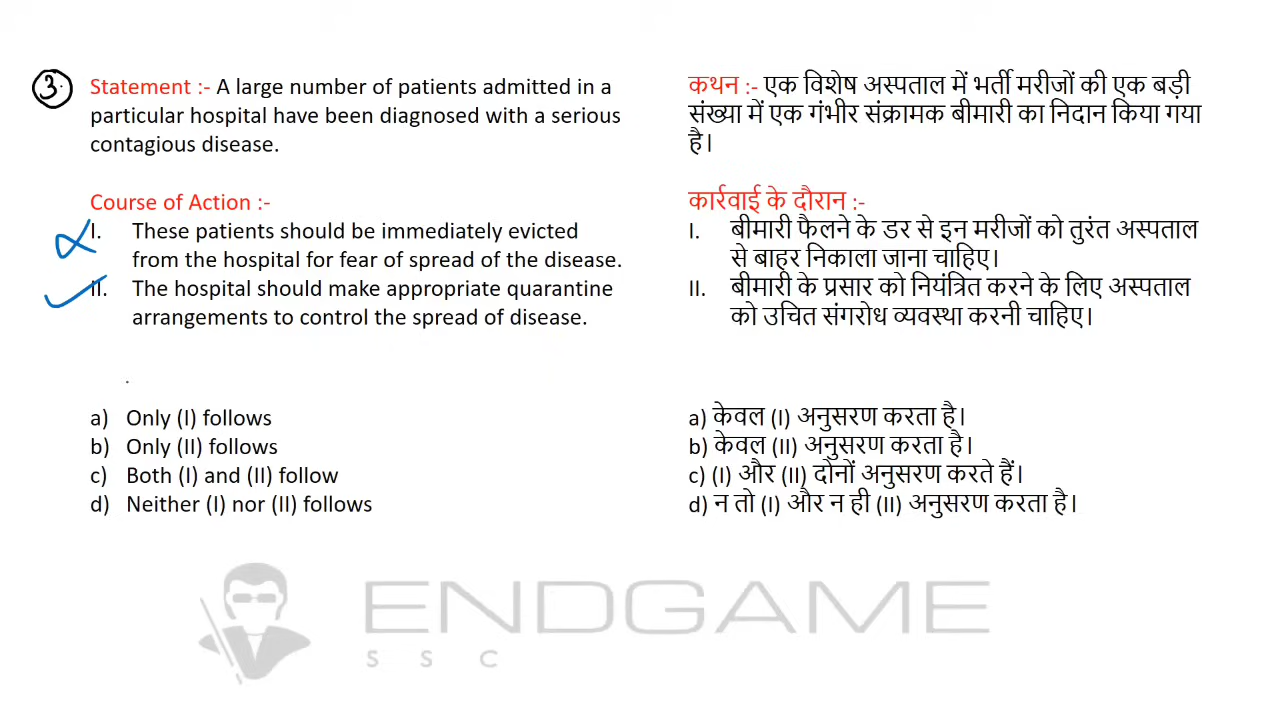 3.
Statement :- A large number of patients admitted in a
particular hospital have been diagnosed with a serious
contagious disease.
Course of Action :-
I. These patients should be immediately evicted
from the hospital for fear of spread of the disease.
II. The hospital should make appropriate quarantine
arrangements to control the spread of disease.
a) Only (I) follows
b) Only (II) follows
c) Both (I) and (II) follow
d) Neither (I) nor (II) follows
कथन :- एक विशेष अस्पताल में भर्ती मरीजों की एक बड़ी
संख्या में एक गंभीर संक्रामक बीमारी का निदान किया गया
है।
कार्रवाई के दौरान :-
I. बीमारी फैलने के डर से इन मरीजों को तुरंत अस्पताल
से बाहर निकाला जाना चाहिए।
II. बीमारी के प्रसार को नियंत्रित करने के लिए अस्पताल
को उचित संगरोध व्यवस्था करनी चाहिए।
a) केवल (I) अनुसरण करता है।
b) केवल (II) अनुसरण करता है।
c) (I) और (II) दोनों अनुसरण करते हैं।
d) न तो (I) और न ही (II) अनुसरण करता है।
ENDGAME
SSC